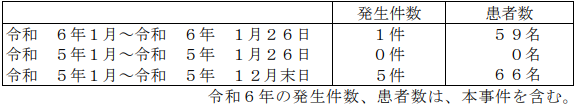 発生件数　患者数
令和　６年１月～令和　６年　１月２６日　１件　５９名
令和　５年１月～令和　５年　１月２６日　０件　０名
令和　５年１月～令和　５年　１２月末日　５件　６６名
令和６年の発生件数、患者数は、本事件を含む。